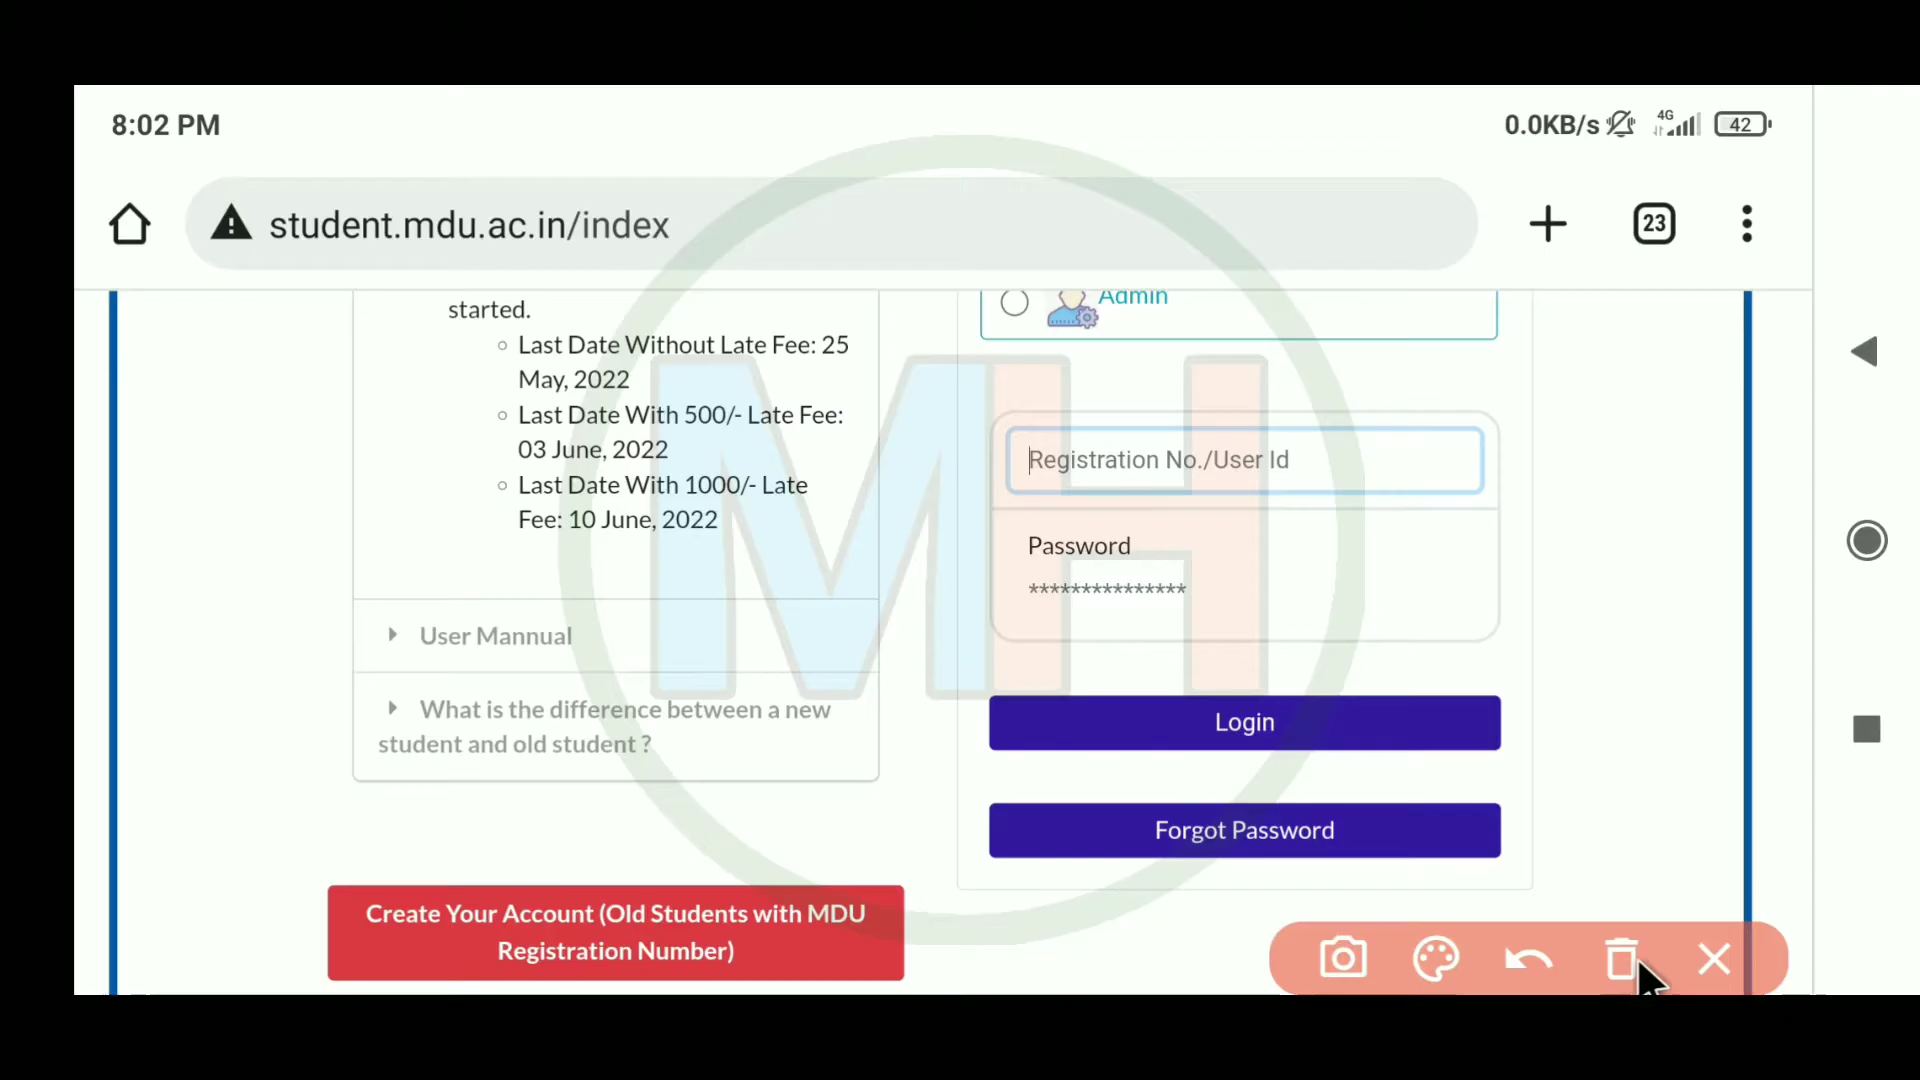 8:02 PM
0.0KB/s
4G
42
student.mdu.ac.in/index
23
started.
Last Date Without Late Fee: 25
May, 2022
Last Date With 500/- Late Fee:
03 June, 2022
Last Date With 1000/- Late
Fee: 10 June, 2022
User Mannual
What is the difference between a new
student and old student ?
Create Your Account (Old Students with MDU
Registration Number)
Admin
Registration No./User Id
Password
***************
Login
Forgot Password
MH